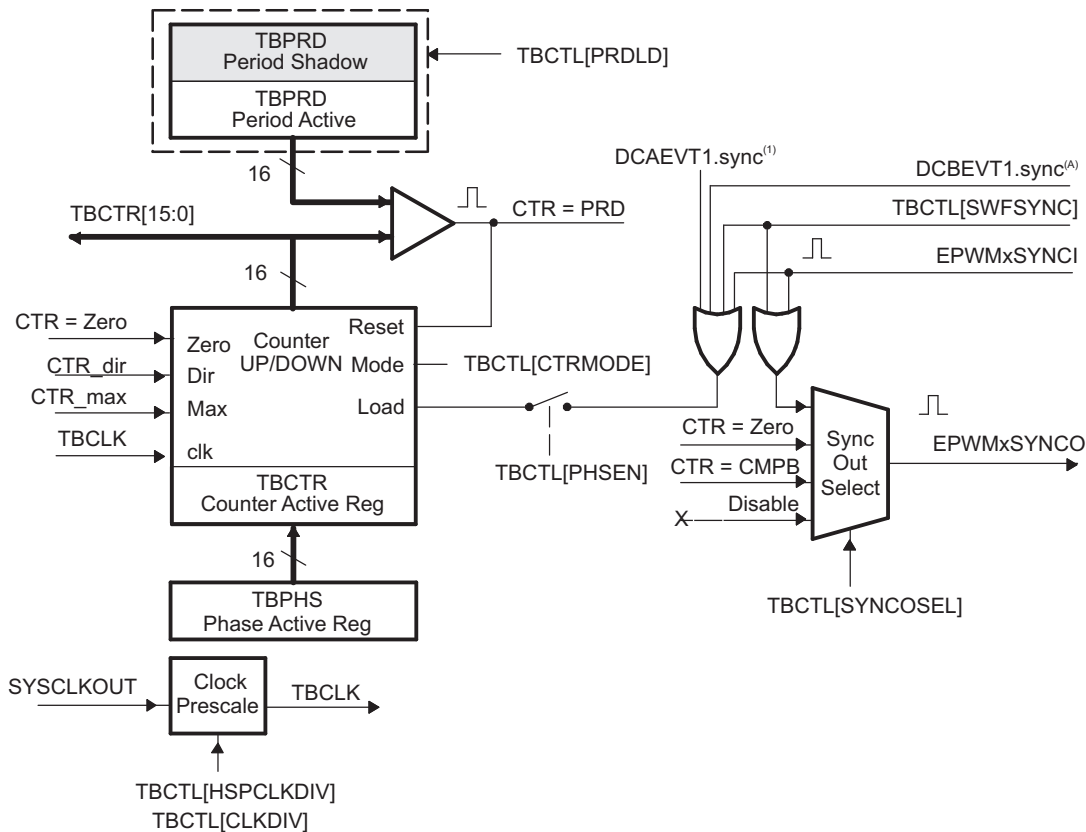 TBPRD
Period Shadow
TBPRD
Period Active
TBCTL[PRDLD]
16
DCAEVT1.sync(1)
DCBEVT1.sync(A)
TBCTL[SWFSYNC]
EPWMxSYNCI
TBCTR[15:0]
CTR = PRD
16
CTR = Zero
CTR_dir
CTR_max
TBCLK
Zero
Dir
Max
clk
Counter
UP/DOWN
Reset
Mode
Load
TBCTL[CTRMODE]
TBCTL[PHSEN]
TBCTR
Counter Active Reg
16
TBPHS
Phase Active Reg
CTR = Zero
CTR = CMPB
Disable
X
Sync
Out
Select
EPWMxSYNCO
TBCTL[SYNCOSEL]
SYSCLKOUT
Clock
Prescale
TBCLK
TBCTL[HSPCLKDIV]
TBCTL[CLKDIV]